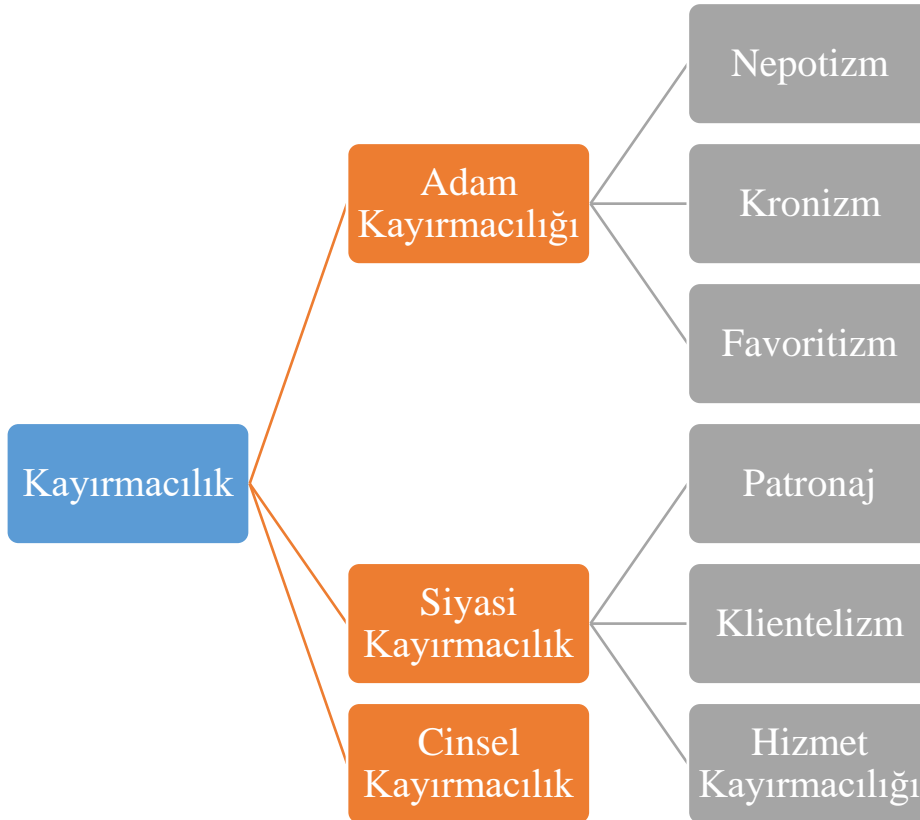 Kayırmacılık
Adam
Kayırmacılığı
Nepotizm
Kronizm
Favoritizm
Siyasi
Kayırmacılık
Patronaj
Klientelizm
Hizmet
Kayırmacılığı
Cinsel
Kayırmacılık